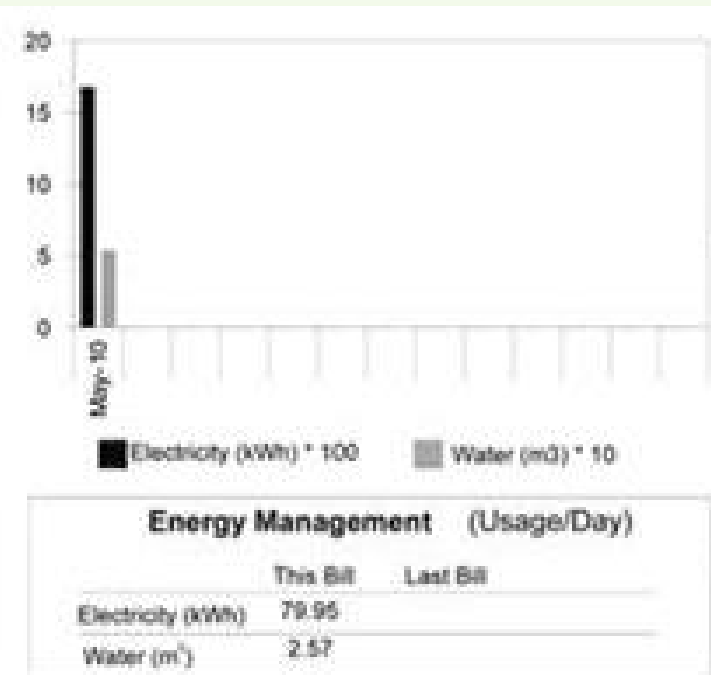 20
15
10
5
0
May- 10
Electricity (kWh) * 100 Water (m3) * 10
Energy Management (Usage/Day)
This Bill Last Bill
Electricity (kWh) 79.95
Water (m³) 2.57